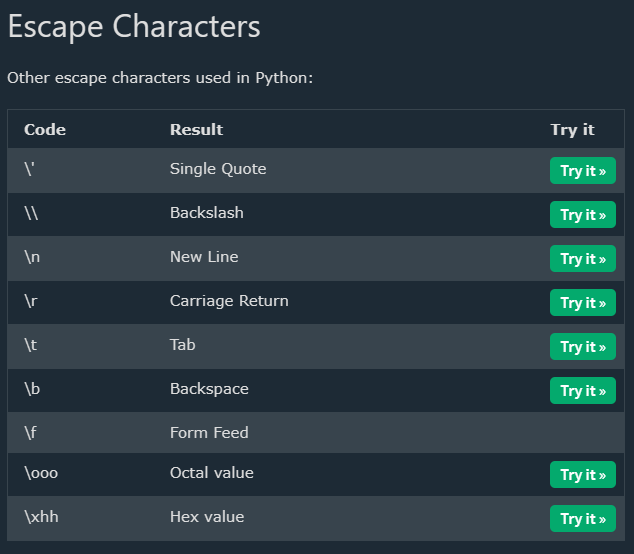 Escape Characters
Other escape characters used in Python:
Code Result Try it
\' Single Quote Try it »
\\ Backslash Try it »
\n New Line Try it »
\r Carriage Return Try it »
\t Tab Try it »
\b Backspace Try it »
\f Form Feed
\ooo Octal value Try it »
\xhh Hex value Try it »